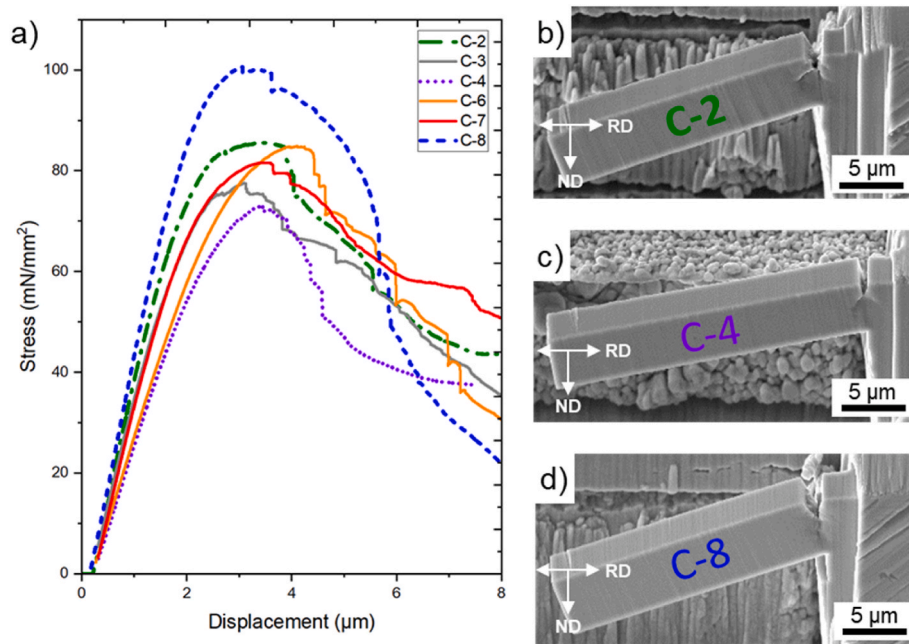 a)
Stress (mN/mm²)
100
80
60
40
20
0
0 2 4 6 8
Displacement (µm)
C-2
C-3
C-4
C-6
C-7
C-8
b)
C-2
RD
ND
5 µm
c)
C-4
RD
ND
5 µm
d)
C-8
RD
ND
5 µm